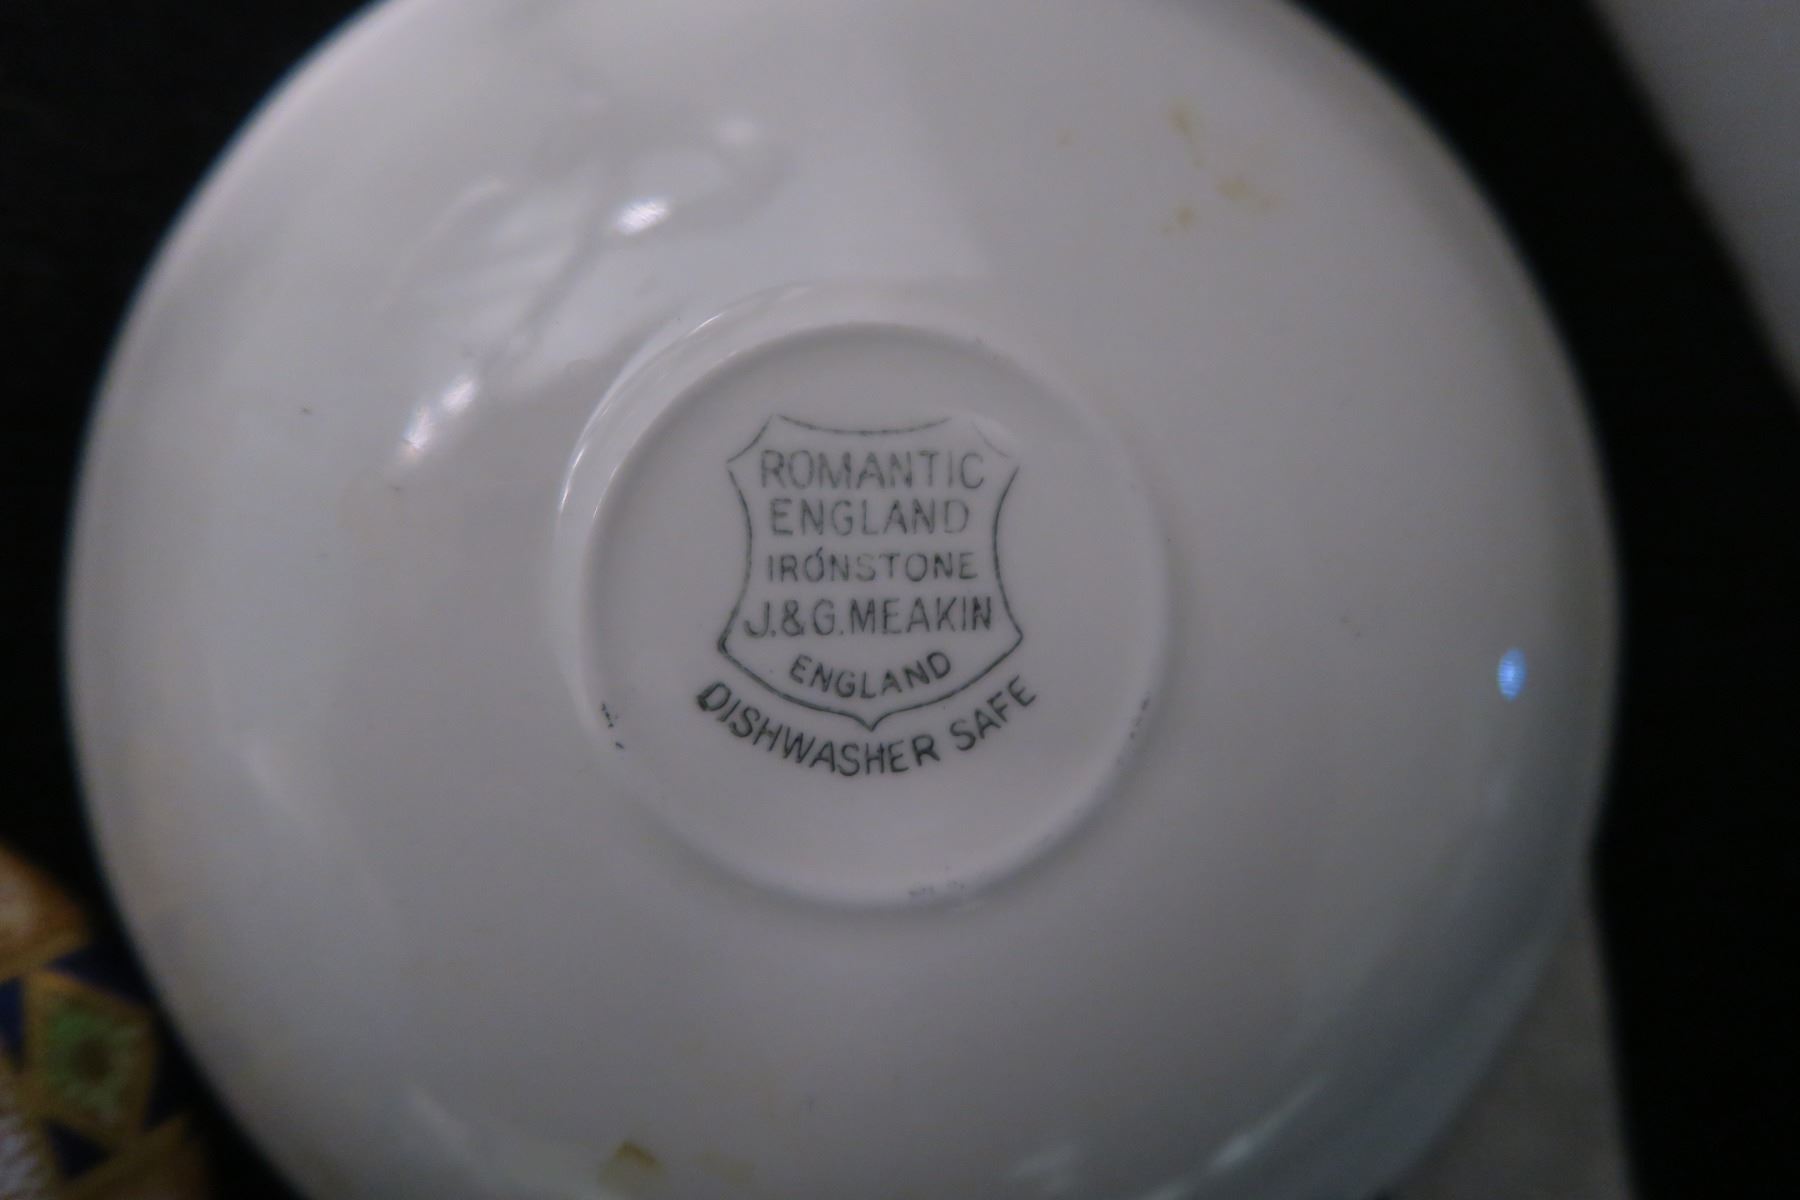 ROMANTIC
ENGLAND
IRONSTONE
J.&G.MEAKIN
ENGLAND
DISHWASHER SAFE